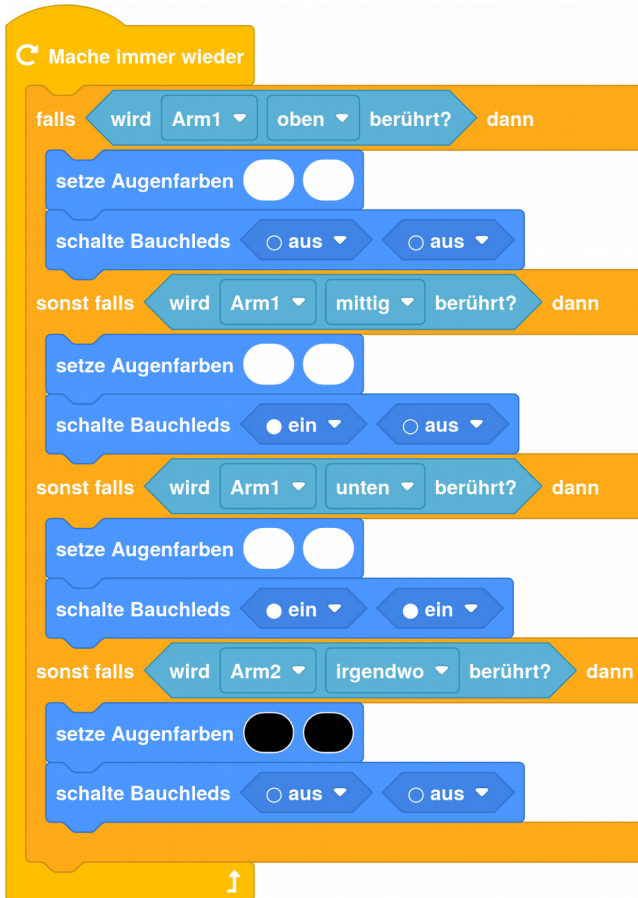 Mache immer wieder
falls wird Arm1 oben berührt? dann
setze Augenfarben
schalte Bauchleds aus aus
sonst falls wird Arm1 mittig berührt? dann
setze Augenfarben
schalte Bauchleds ein aus
sonst falls wird Arm1 unten berührt? dann
setze Augenfarben
schalte Bauchleds ein ein
sonst falls wird Arm2 irgendwo berührt? dann
setze Augenfarben
schalte Bauchleds aus aus